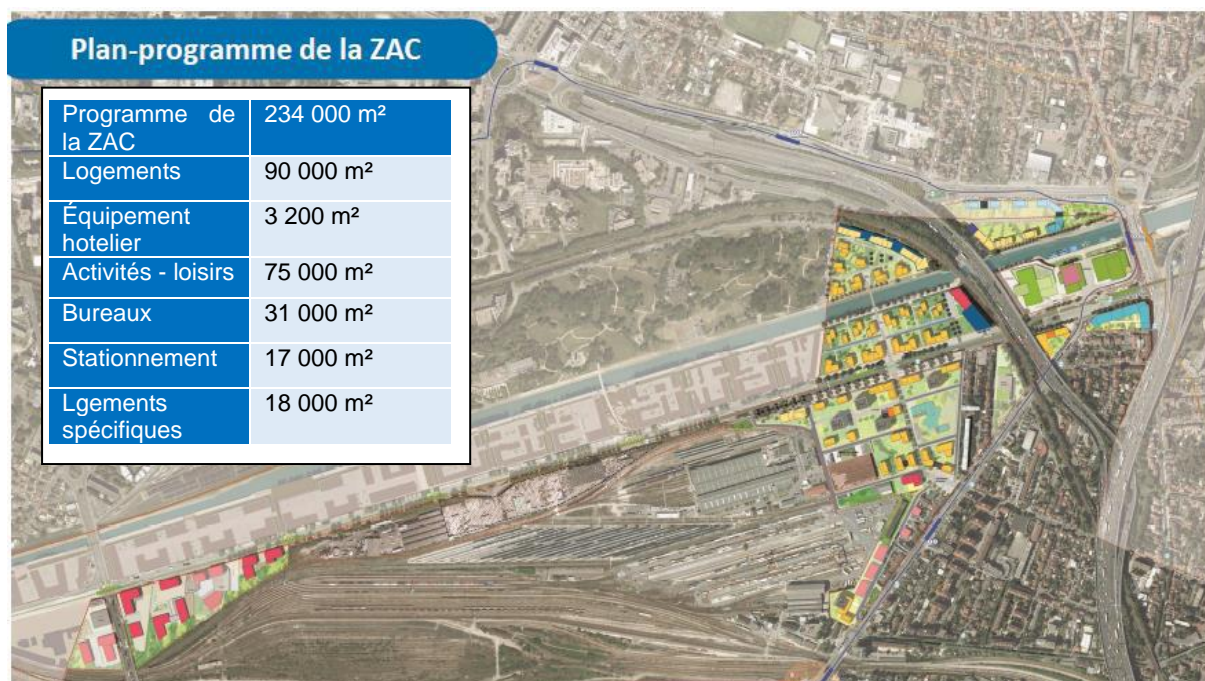 Plan-programme de la ZAC
Programme de
la ZAC
234 000 m²
Logements
90 000 m²
Équipement
hotelier
3 200 m²
Activités - loisirs
75 000 m²
Bureaux
31 000 m²
Stationnement
17 000 m²
Lgements
spécifiques
18 000 m²